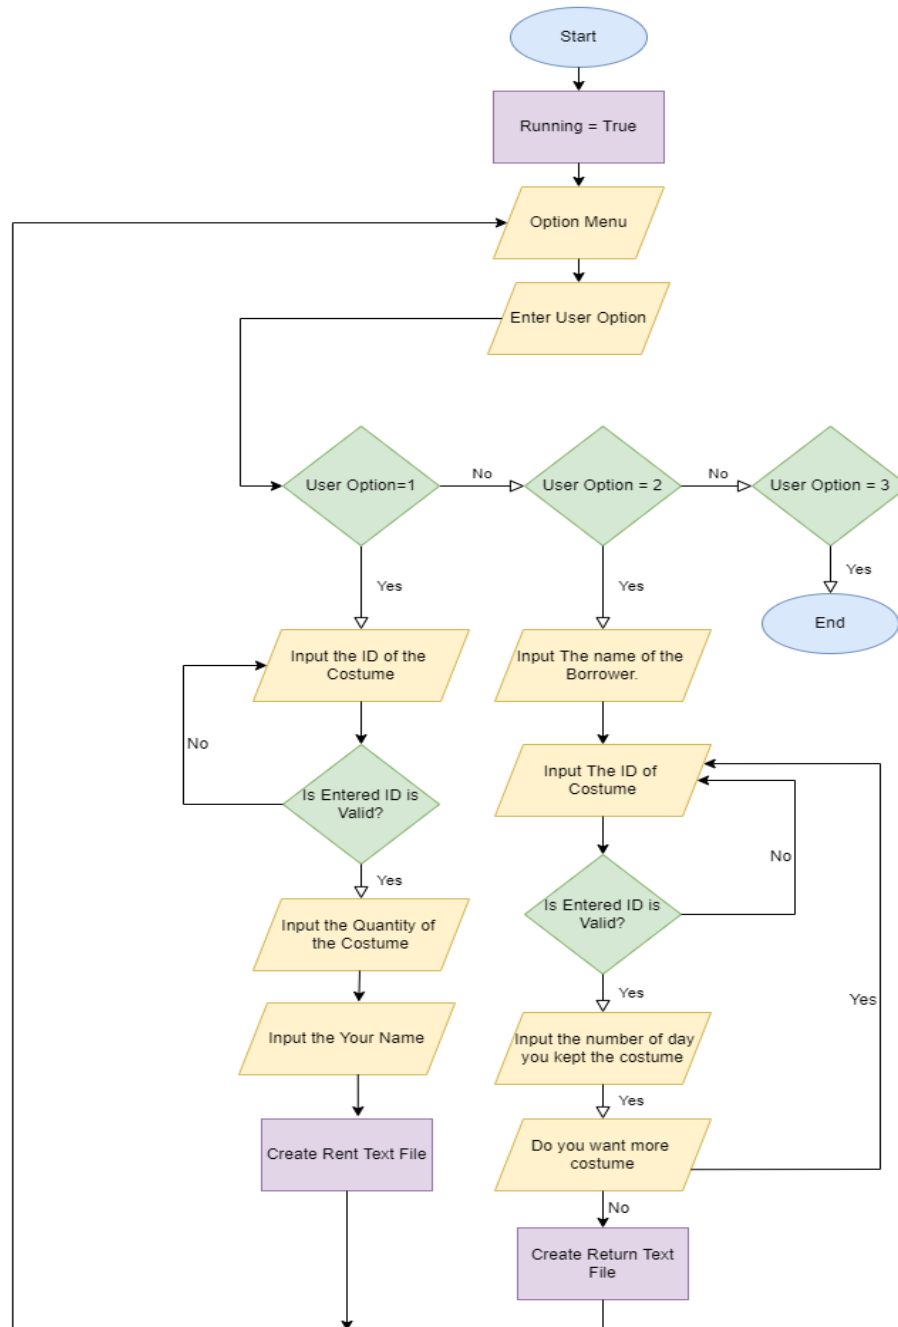 Start
Running = True
Option Menu
Enter User Option
User Option=1
No
User Option = 2
No
User Option = 3
Yes
Yes
Yes
End
Input the ID of the
Costume
Input The name of the
Borrower.
No
Input The ID of
Costume
Is Entered ID is
Valid?
No
Yes
Is Entered ID is
Valid?
Input the Quantity of
the Costume
Yes
Yes
Input the Your Name
Input the number of day
you kept the costume
Yes
Create Rent Text File
Do you want more
costume
No
Create Return Text
File